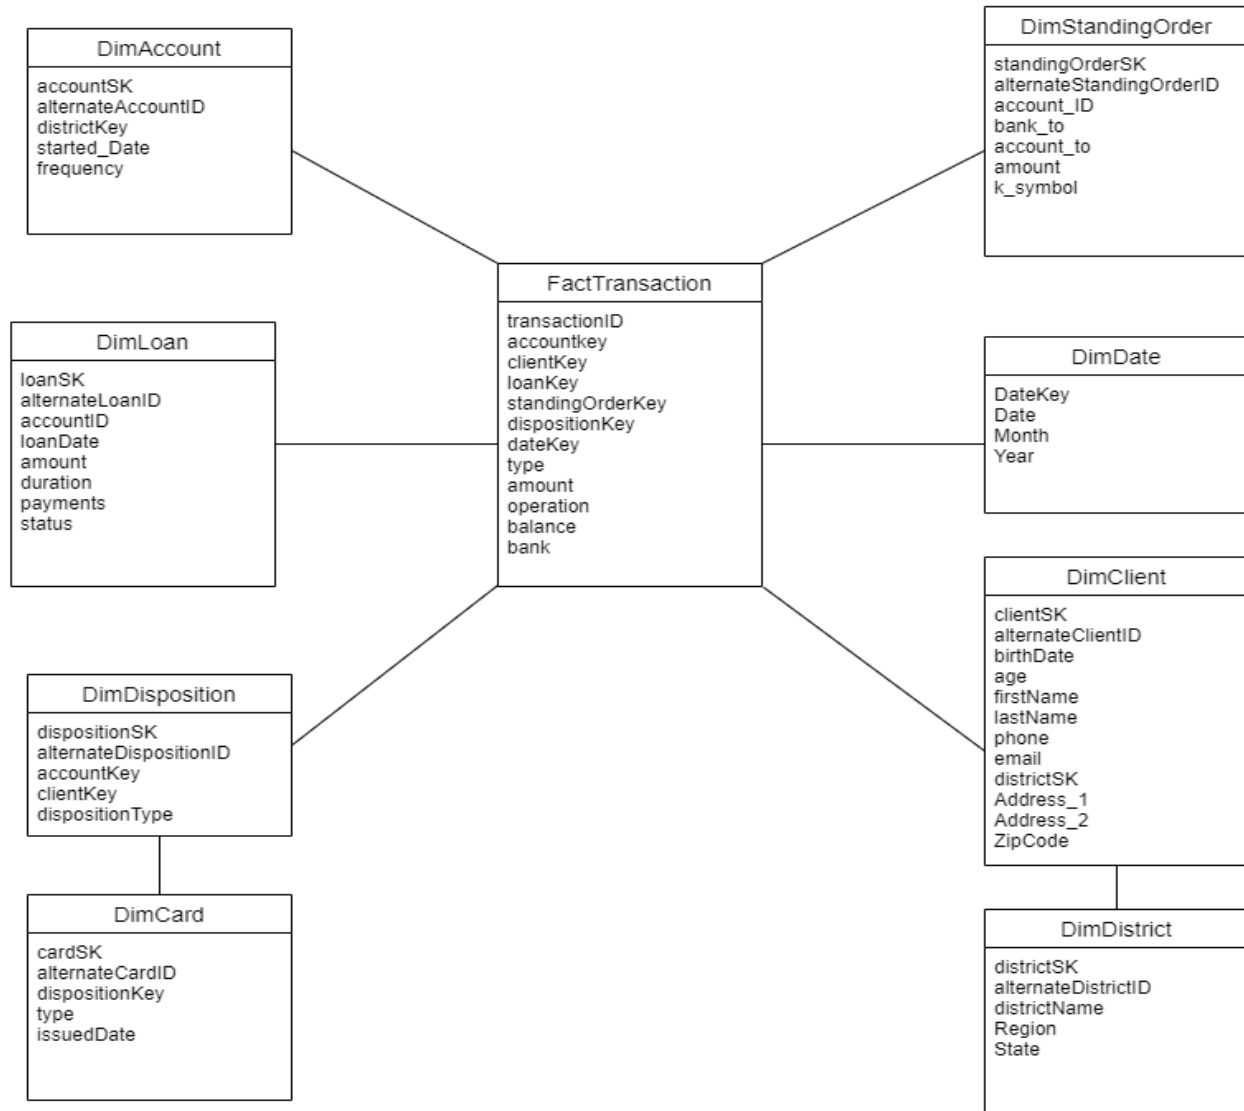 DimAccount
accountSK
alternateAccountID
districtKey
started_Date
frequency
DimStandingOrder
standingOrderSK
alternateStandingOrderID
account_ID
bank_to
account_to
amount
k_symbol
FactTransaction
transactionID
accountkey
clientKey
loanKey
standingOrderKey
dispositionKey
dateKey
type
amount
operation
balance
bank
DimLoan
loanSK
alternateLoanID
accountID
loanDate
amount
duration
payments
status
DimDate
DateKey
Date
Month
Year
DimClient
clientSK
alternateClientID
birthDate
age
firstName
lastName
phone
email
districtSK
Address_1
Address_2
ZipCode
DimDisposition
dispositionSK
alternateDispositionID
accountKey
clientKey
dispositionType
DimCard
cardSK
alternateCardID
dispositionKey
type
issuedDate
DimDistrict
districtSK
alternateDistrictID
districtName
Region
State